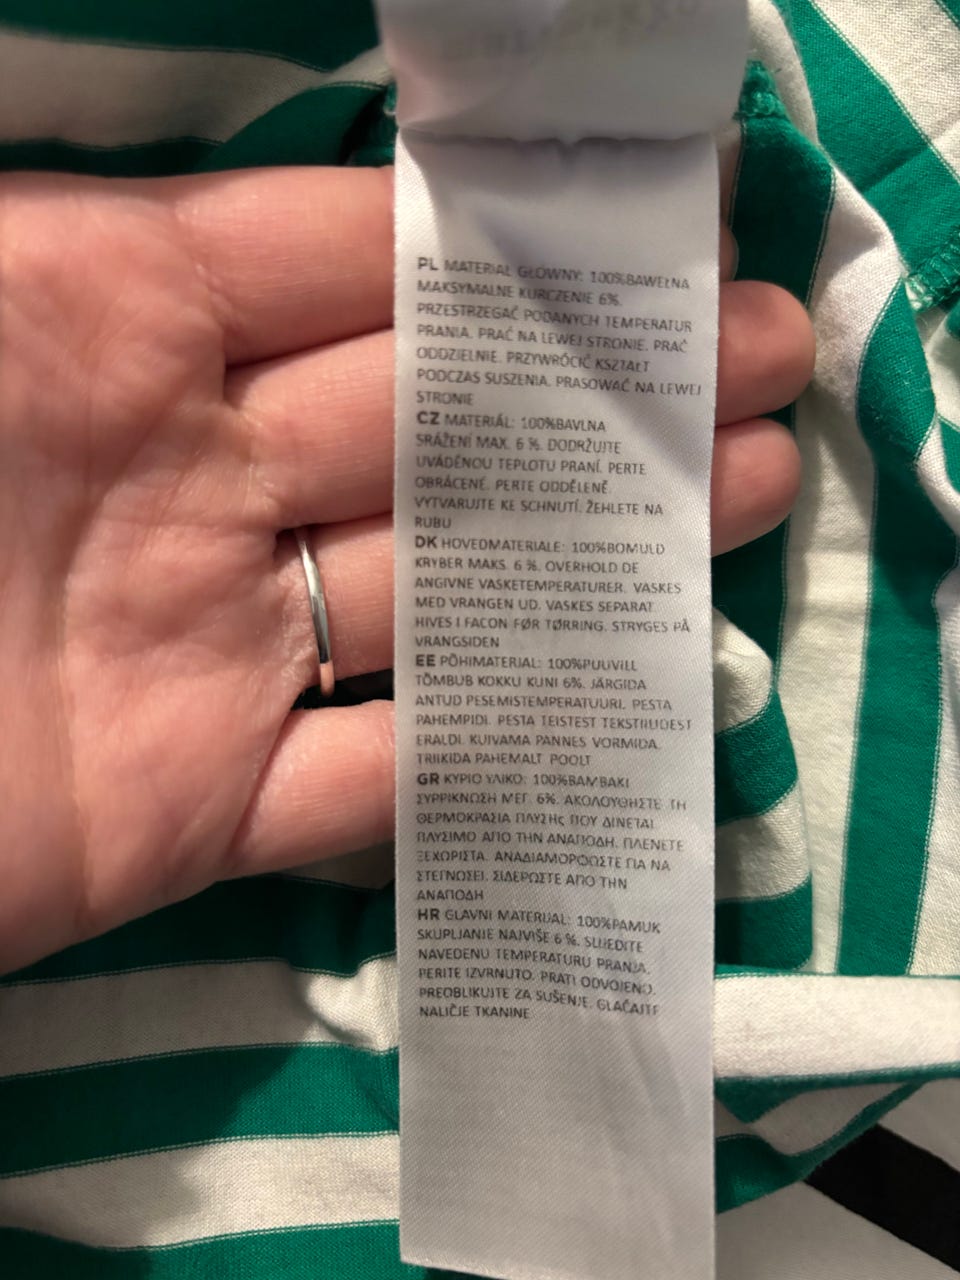 PL MATERIAŁ GŁÓWNY: 100%BAWEŁNA
MAKSYMALNE KURCZENIE 6%.
PRZESTRZEGAĆ PODANYCH TEMPERATUR
PRANIA. PRAĆ NA LEWEJ STRONIE. PRAĆ
ODDZIELNIE. PRZYWRÓCIĆ KSZTAŁT
PODCZAS SUSZENIA. PRASOWAĆ NA LEWEJ
STRONIE
CZ MATERIÁL: 100%BAVLNA
SRÁŽENÍ MAX. 6 %. DODRŽUJTE
UVÁDĚNOU TEPLOTU PRANÍ. PERTE
OBRÁCENÉ. PERTE ODDĚLENĚ.
VYTVARUJTE KE SCHNUTÍ. ŽEHLETE NA
RUBU
DK HOVEDMATERIALE: 100%BOMULD
KRYBER MAKS. 6 %. OVERHOLD DE
ANGIVNE VASKETEMPERATURER. VASKES
MED VRANGEN UD. VASKES SEPARAT.
HIVES I FACON FØR TØRRING. STRYGES PÅ
VRANGSIDEN
EE PÕHIMATERJAL: 100%PUUVILL
TÕMBUB KOKKU KUNI 6%. JÄRGIDA
ANTUD PESEMISTEMPERATUURI. PESTA
PAHEMPIDI. PESTA TEISTEST TEKSTIILIDEST
ERALDI. KUIVAMA PANNES VORMIDA.
TRIIKIDA PAHEMALT POOLT
GR ΚΥΡΙΟ ΥΛΙΚΟ: 100%ΒΑΜΒΑΚΙ
ΣΥΡΡΙΚΝΩΣΗ ΜΕΓ. 6%. ΑΚΟΛΟΥΘΗΣΤΕ ΤΗ
ΘΕΡΜΟΚΡΑΣΙΑ ΠΛΥΣΗς ΠΟΥ ΔΙΝΕΤΑΙ
ΠΛΥΣΙΜΟ ΑΠΟ ΤΗΝ ΑΝΑΠΟΔΗ. ΠΛΕΝΕΤΕ
ΞΕΧΩΡΙΣΤΑ. ΑΝΑΔΙΑΜΟΡΦΩΣΤΕ ΓΙΑ ΝΑ
ΣΤΕΓΝΩΣΕΙ. ΣΙΔΕΡΩΣΤΕ ΑΠΟ ΤΗΝ
ΑΝΑΠΟΔΗ
HR GLAVNI MATERIJAL: 100%PAMUK
SKUPLJANJE NAJVIŠE 6 %. SLIJEDITE
NAVEDENU TEMPERATURU PRANJA.
PERITE IZVRNUTO. PRATI ODVOJENO.
PREOBLIKUJTE ZA SUŠENJE. GLAČAJTE
NALIČJE TKANINE